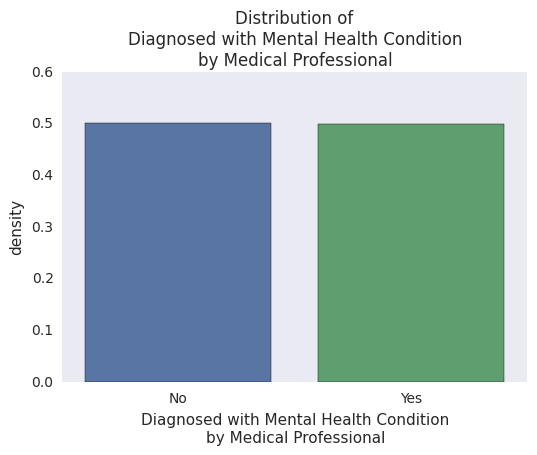 Distribution of
Diagnosed with Mental Health Condition
by Medical Professional
0.6
0.5
0.4
0.3
0.2
0.1
0.0
density
No
Yes
Diagnosed with Mental Health Condition
by Medical Professional